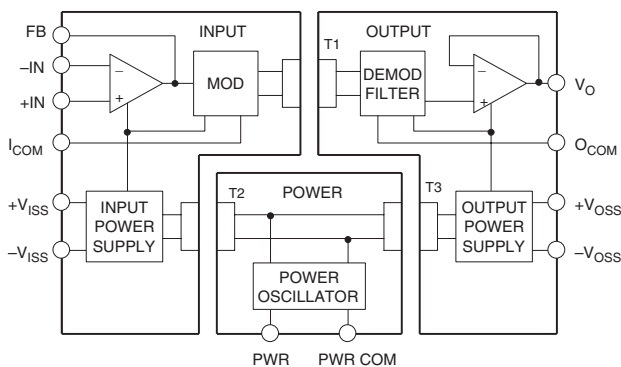 FB
INPUT
OUTPUT
T1
–IN
–
MOD
DEMOD
FILTER
–
+IN
+
+
V_O
I_COM
O_COM
T2
POWER
T3
+V_ISS
INPUT
POWER
SUPPLY
OUTPUT
POWER
SUPPLY
+V_OSS
–V_ISS
–V_OSS
POWER
OSCILLATOR
PWR
PWR COM